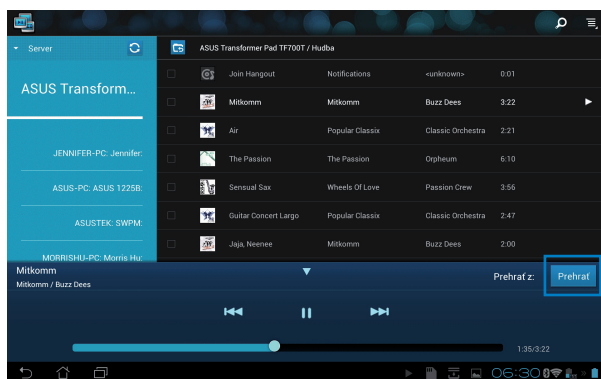 Server
ASUS Transformer Pad TF700T / Hudba
ASUS Transform...
Join Hangout Notifications <unknown> 0:01
Mitkomm Mitkomm Buzz Dees 3:22
Air Popular Classix Classic Orchestra 2:21
The Passion The Passion Orpheum 6:10
Sensual Sax Wheels Of Love Passion Crew 3:56
Guitar Concert Largo Popular Classix Classic Orchestra 2:47
Jaja, Neenee Mitkomm Buzz Dees 2:00
JENNIFER-PC: Jennifer:
ASUS-PC: ASUS 1225B:
ASUSTEK: SWPM:
MORRISHU-PC: Morris Hu:
Mitkomm
Mitkomm / Buzz Dees
Prehrať z: Prehrať
1:35/3:22
06:30